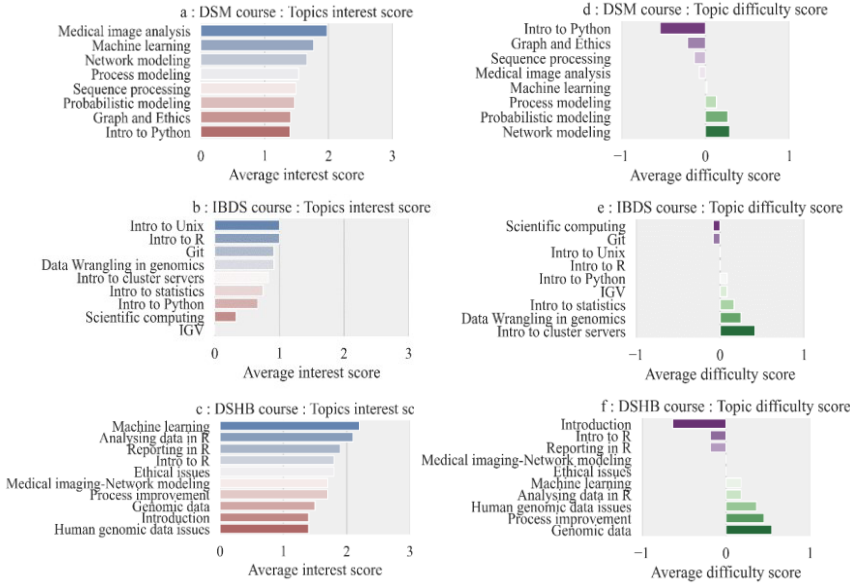 a : DSM course : Topics interest score
Medical image analysis
Machine learning
Network modeling
Process modeling
Sequence processing
Probabilistic modeling
Graph and Ethics
Intro to Python
0 1 2 3
Average interest score
d : DSM course : Topic difficulty score
Intro to Python
Graph and Ethics
Sequence processing
Medical image analysis
Machine learning
Process modeling
Probabilistic modeling
Network modeling
−1 0 1
Average difficulty score
b : IBDS course : Topics interest score
Intro to Unix
Intro to R
Git
Data Wrangling in genomics
Intro to cluster servers
Intro to statistics
Intro to Python
Scientific computing
IGV
0 1 2 3
Average interest score
e : IBDS course : Topic difficulty score
Scientific computing
Git
Intro to Unix
Intro to R
Intro to Python
IGV
Intro to statistics
Data Wrangling in genomics
Intro to cluster servers
−1 0 1
Average difficulty score
c : DSHB course : Topics interest sc
Machine learning
Analysing data in R
Reporting in R
Intro to R
Ethical issues
Medical imaging-Network modeling
Process improvement
Genomic data
Introduction
Human genomic data issues
0 1 2 3
Average interest score
f : DSHB course : Topic difficulty score
Introduction
Intro to R
Reporting in R
Medical imaging-Network modeling
Ethical issues
Machine learning
Analysing data in R
Human genomic data issues
Process improvement
Genomic data
−1 0 1
Average difficulty score